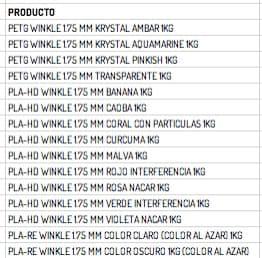 PRODUCTO
PETG WINKLE 1.75 MM KRYSTAL AMBAR 1KG
PETG WINKLE 1.75 MM KRYSTAL AQUAMARINE 1KG
PETG WINKLE 1.75 MM KRYSTAL PINKISH 1KG
PETG WINKLE 1.75 MM TRANSPARENTE 1KG
PLA-HD WINKLE 1.75 MM BANANA 1KG
PLA-HD WINKLE 1.75 MM CAOBA 1KG
PLA-HD WINKLE 1.75 MM CORAL CON PARTICULAS 1KG
PLA-HD WINKLE 1.75 MM CURCUMA 1KG
PLA-HD WINKLE 1.75 MM MALVA 1KG
PLA-HD WINKLE 1.75 MM ROJO INTERFERENCIA 1KG
PLA-HD WINKLE 1.75 MM ROSA NACAR 1KG
PLA-HD WINKLE 1.75 MM VERDE INTERFERENCIA 1KG
PLA-HD WINKLE 1.75 MM VIOLETA NACAR 1KG
PLA-RE WINKLE 1.75 MM COLOR CLARO (COLOR AL AZAR) 1KG
PLA-RE WINKLE 1.75 MM COLOR OSCURO 1KG (COLOR AL AZAR)